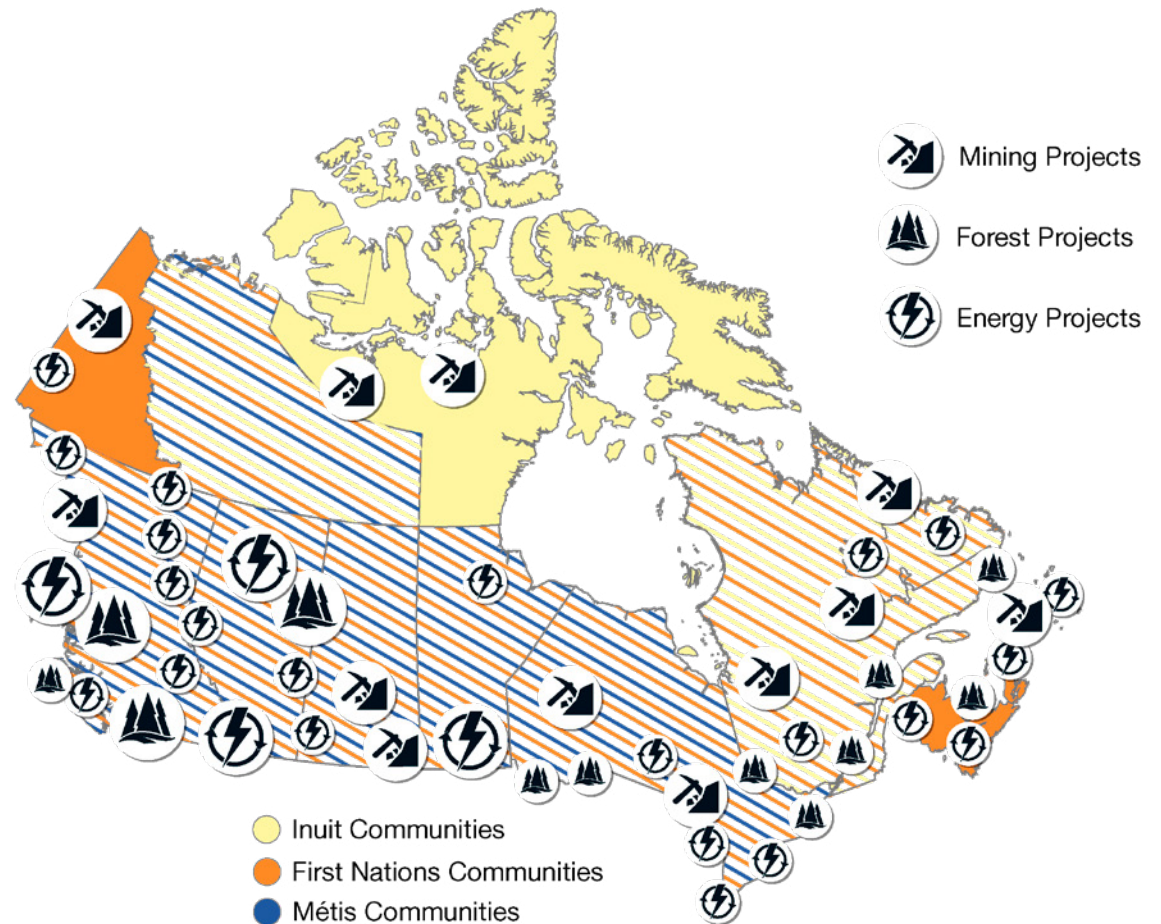 Mining Projects
Forest Projects
Energy Projects
Inuit Communities
First Nations Communities
Métis Communities